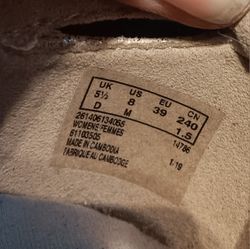 UK US EU CN
5½ 8 39 240
D M 1.5
261406134055 14786
WOMENS/FEMMES
61103505
MADE IN CAMBODIA
FABRIQUE AU CAMBODGE 1-19